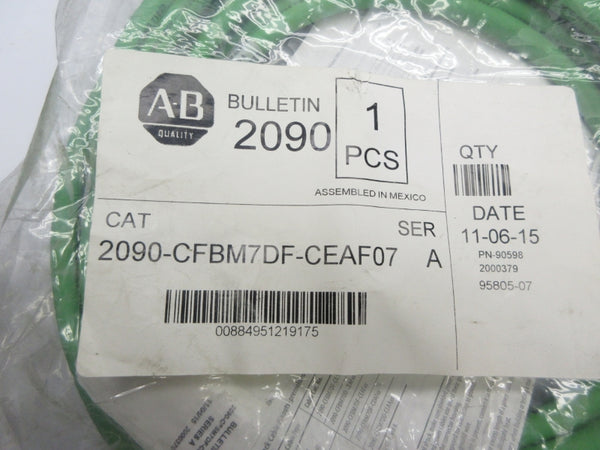 A-B
QUALITY
BULLETIN
2090
1
PCS
ASSEMBLED IN MEXICO
QTY
DATE
11-06-15
PN-90598
2000379
95805-07
CAT
SER
2090-CFBM7DF-CEAF07 A
00884951219175
SERIES A